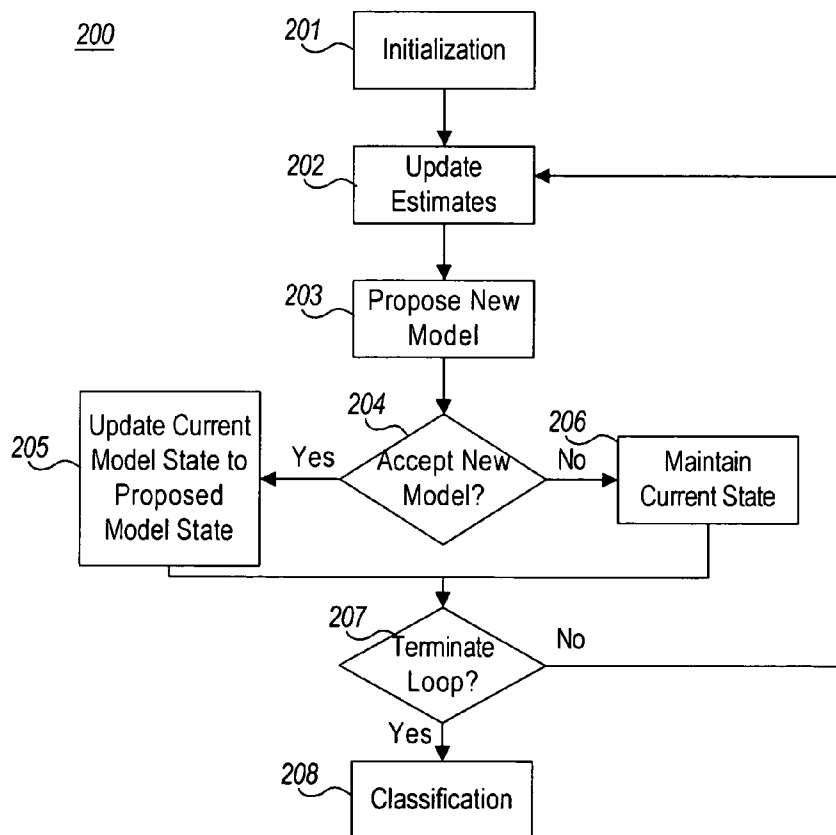 200
201
Initialization
202
Update
Estimates
203
Propose New
Model
204
Accept New
Model?
Yes
No
205
Update Current
Model State to
Proposed
Model State
206
Maintain
Current State
207
Terminate
Loop?
No
Yes
208
Classification